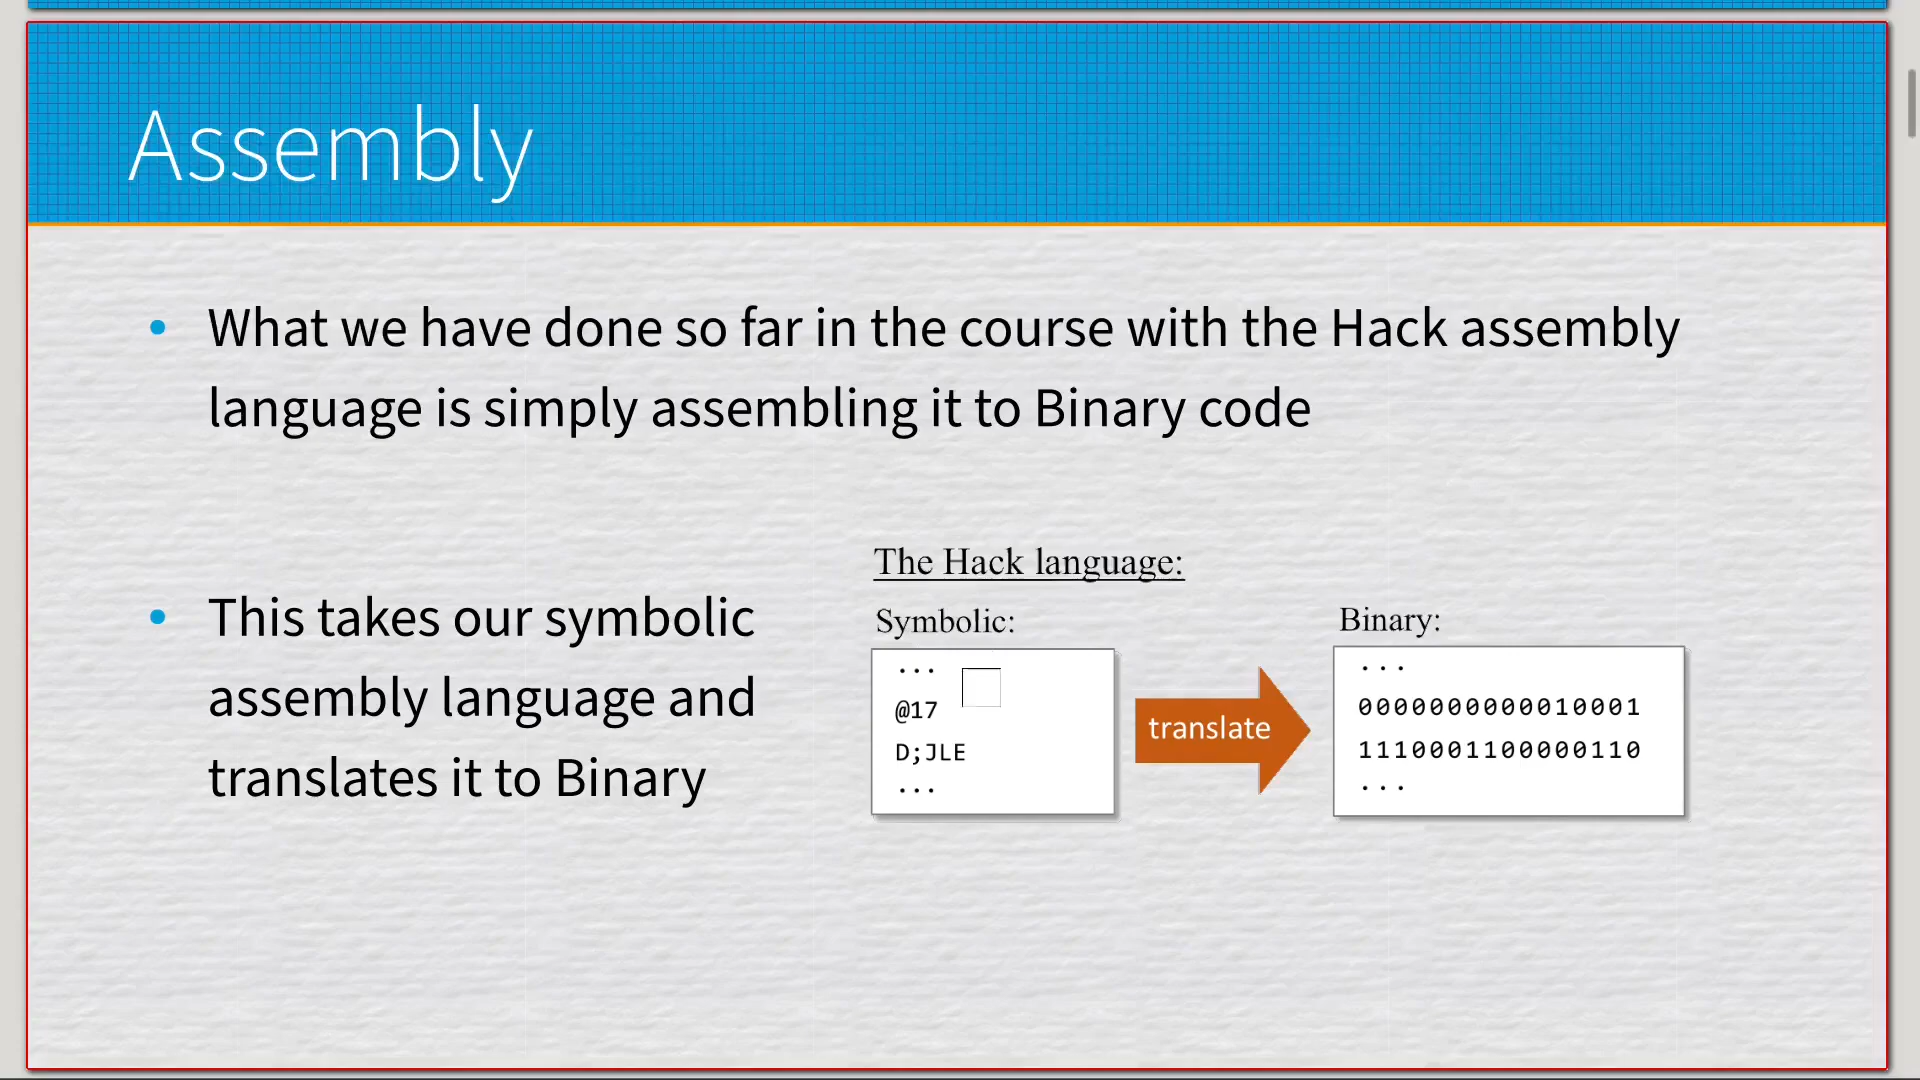 Assembly
• What we have done so far in the course with the Hack assembly
language is simply assembling it to Binary code
• This takes our symbolic
assembly language and
translates it to Binary
The Hack language:
Symbolic:
...
@17
D;JLE
...
translate
Binary:
...
0000000000010001
1110001100000110
...